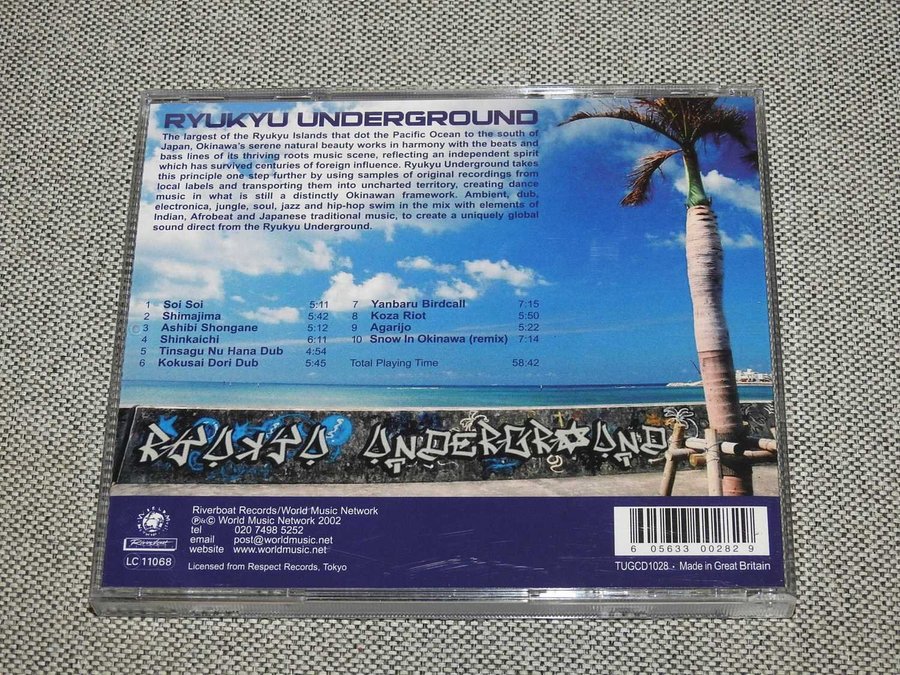 RYUKYU UNDERGROUND
The largest of the Ryukyu Islands that dot the Pacific Ocean to the south of
Japan, Okinawa's serene natural beauty works in harmony with the beats and
bass lines of its thriving roots music scene, reflecting an independent spirit
which has survived centuries of foreign influence. Ryukyu Underground takes
this principle one step further by using samples of original recordings from
local labels and transporting them into uncharted territory, creating dance
music in what is still a distinctly Okinawan framework. Ambient, dub,
electronica, jungle, soul, jazz and hip-hop swim in the mix with elements of
Indian, Afrobeat and Japanese traditional music, to create a uniquely global
sound direct from the Ryukyu Underground.
1 Soi Soi 5:11
2 Shimajima 5:42
3 Ashibi Shongane 5:12
4 Shinkaichi 6:11
5 Tinsagu Nu Hana Dub 4:54
6 Kokusai Dori Dub 5:45
7 Yanbaru Birdcall 7:15
8 Koza Riot 5:50
9 Agarijo 5:22
10 Snow In Okinawa (remix) 7:14
Total Playing Time 58:42
RYUKYU UNDERGROUND
Riverboat Records/World Music Network
℗&© World Music Network 2002
tel 020 7498 5252
email post@worldmusic.net
website www.worldmusic.net
Licensed from Respect Records, Tokyo
Riverboat
LC 11068
6 05633 00282 9
TUGCD1028 · Made in Great Britain